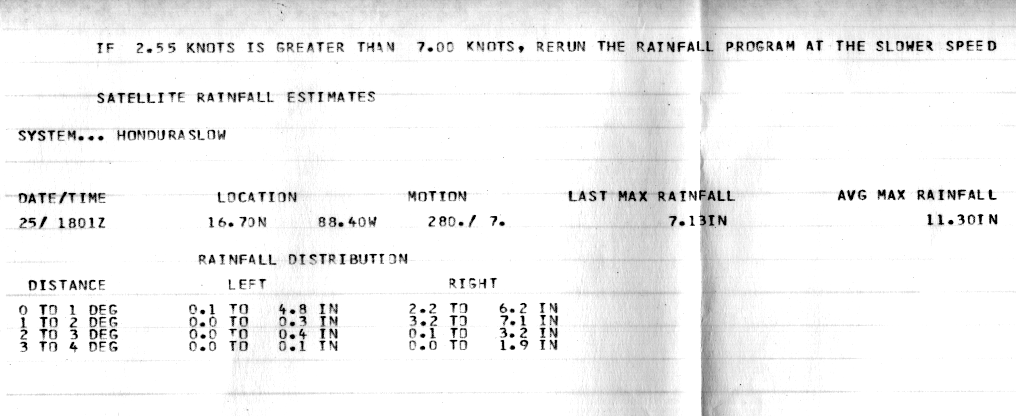 IF 2.55 KNOTS IS GREATER THAN 7.00 KNOTS, RERUN THE RAINFALL PROGRAM AT THE SLOWER SPEED
SATELLITE RAINFALL ESTIMATES
SYSTEM... HONDURASLOW
DATE/TIME LOCATION MOTION LAST MAX RAINFALL AVG MAX RAINFALL
25/ 1801Z 16.70N 88.40W 280./ 7. 7.13IN 11.30IN
RAINFALL DISTRIBUTION
DISTANCE LEFT RIGHT
0 TO 1 DEG 0.1 TO 4.8 IN 2.2 TO 6.2 IN
1 TO 2 DEG 0.0 TO 0.3 IN 3.2 TO 7.1 IN
2 TO 3 DEG 0.0 TO 0.4 IN 0.1 TO 3.2 IN
3 TO 4 DEG 0.0 TO 0.1 IN 0.0 TO 1.9 IN